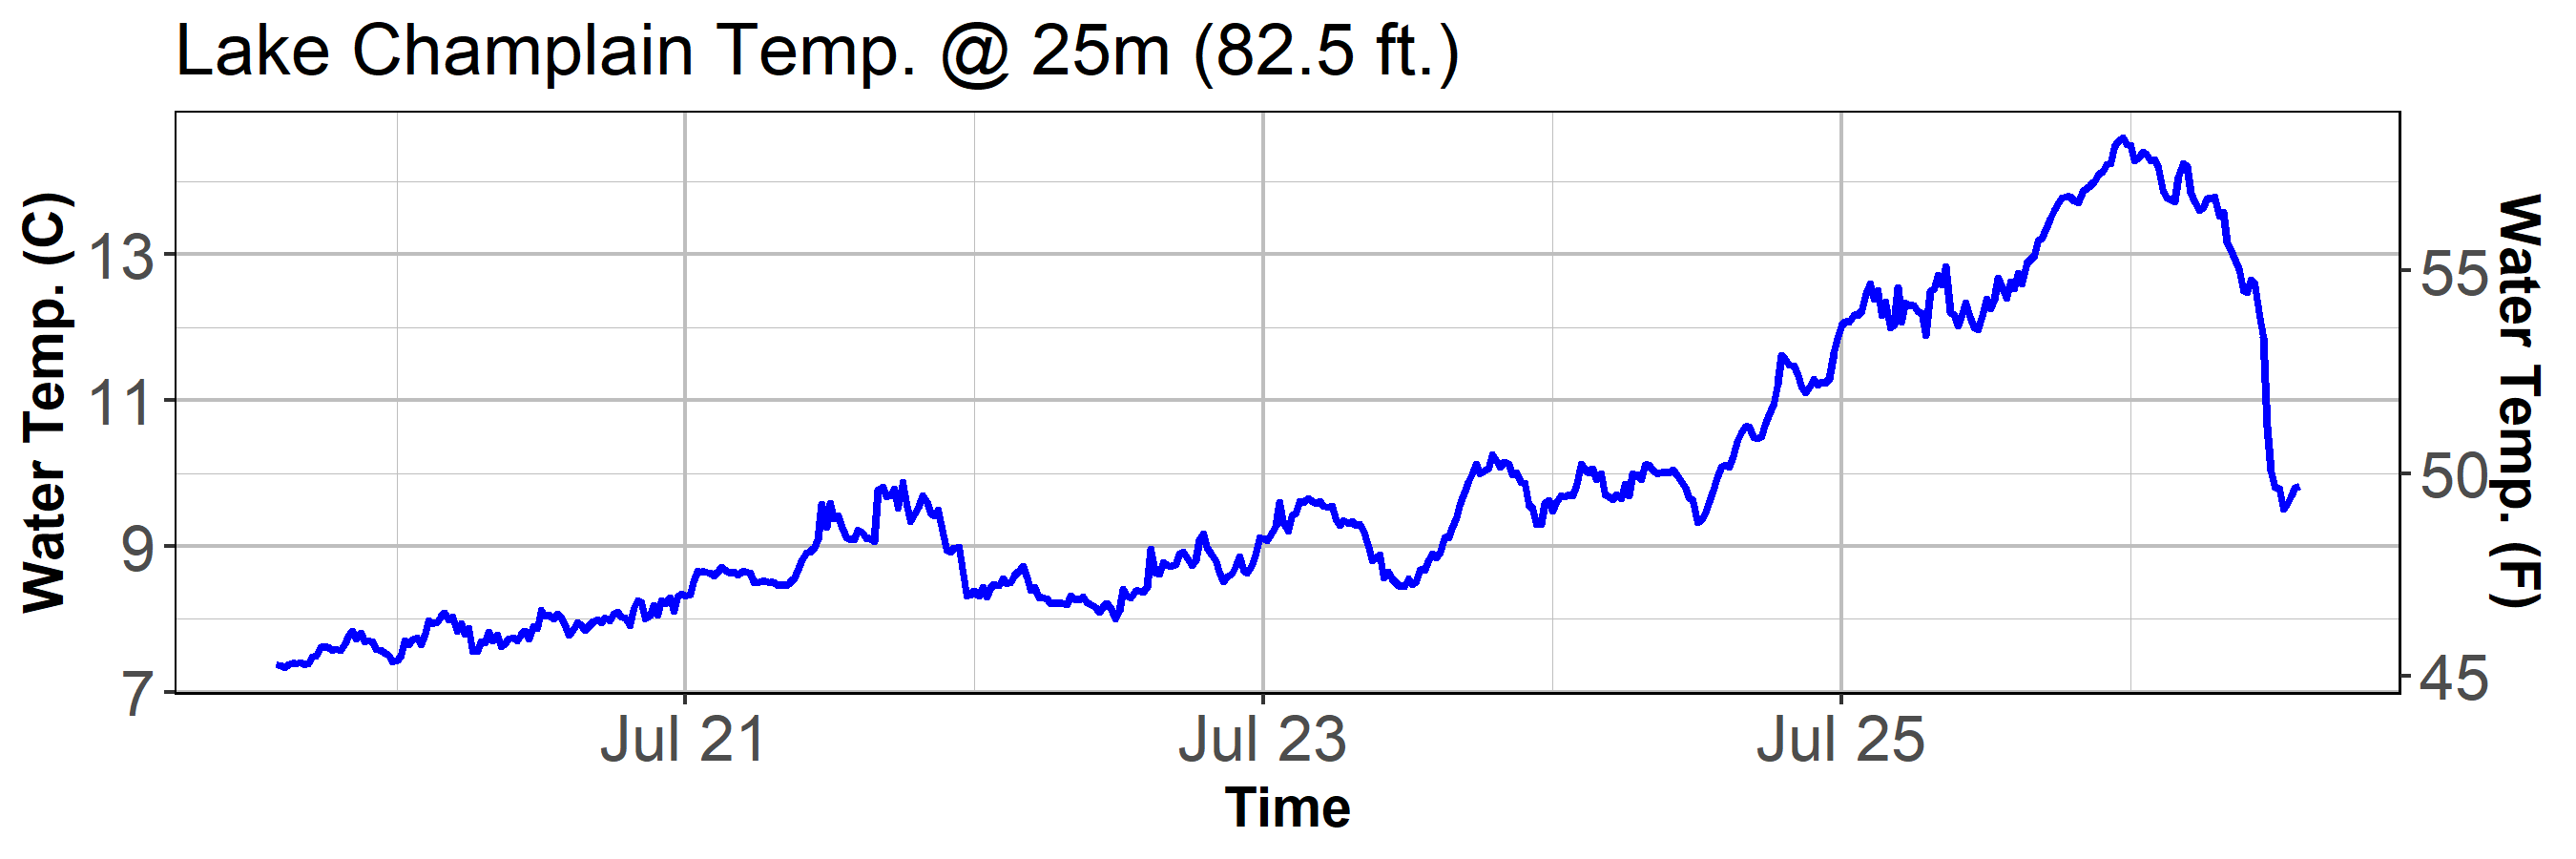 Lake Champlain Temp. @ 25m (82.5 ft.)
Water Temp. (C)
13
11
9
7
55
50
45
Water Temp. (F)
Jul 21
Jul 23
Jul 25
Time